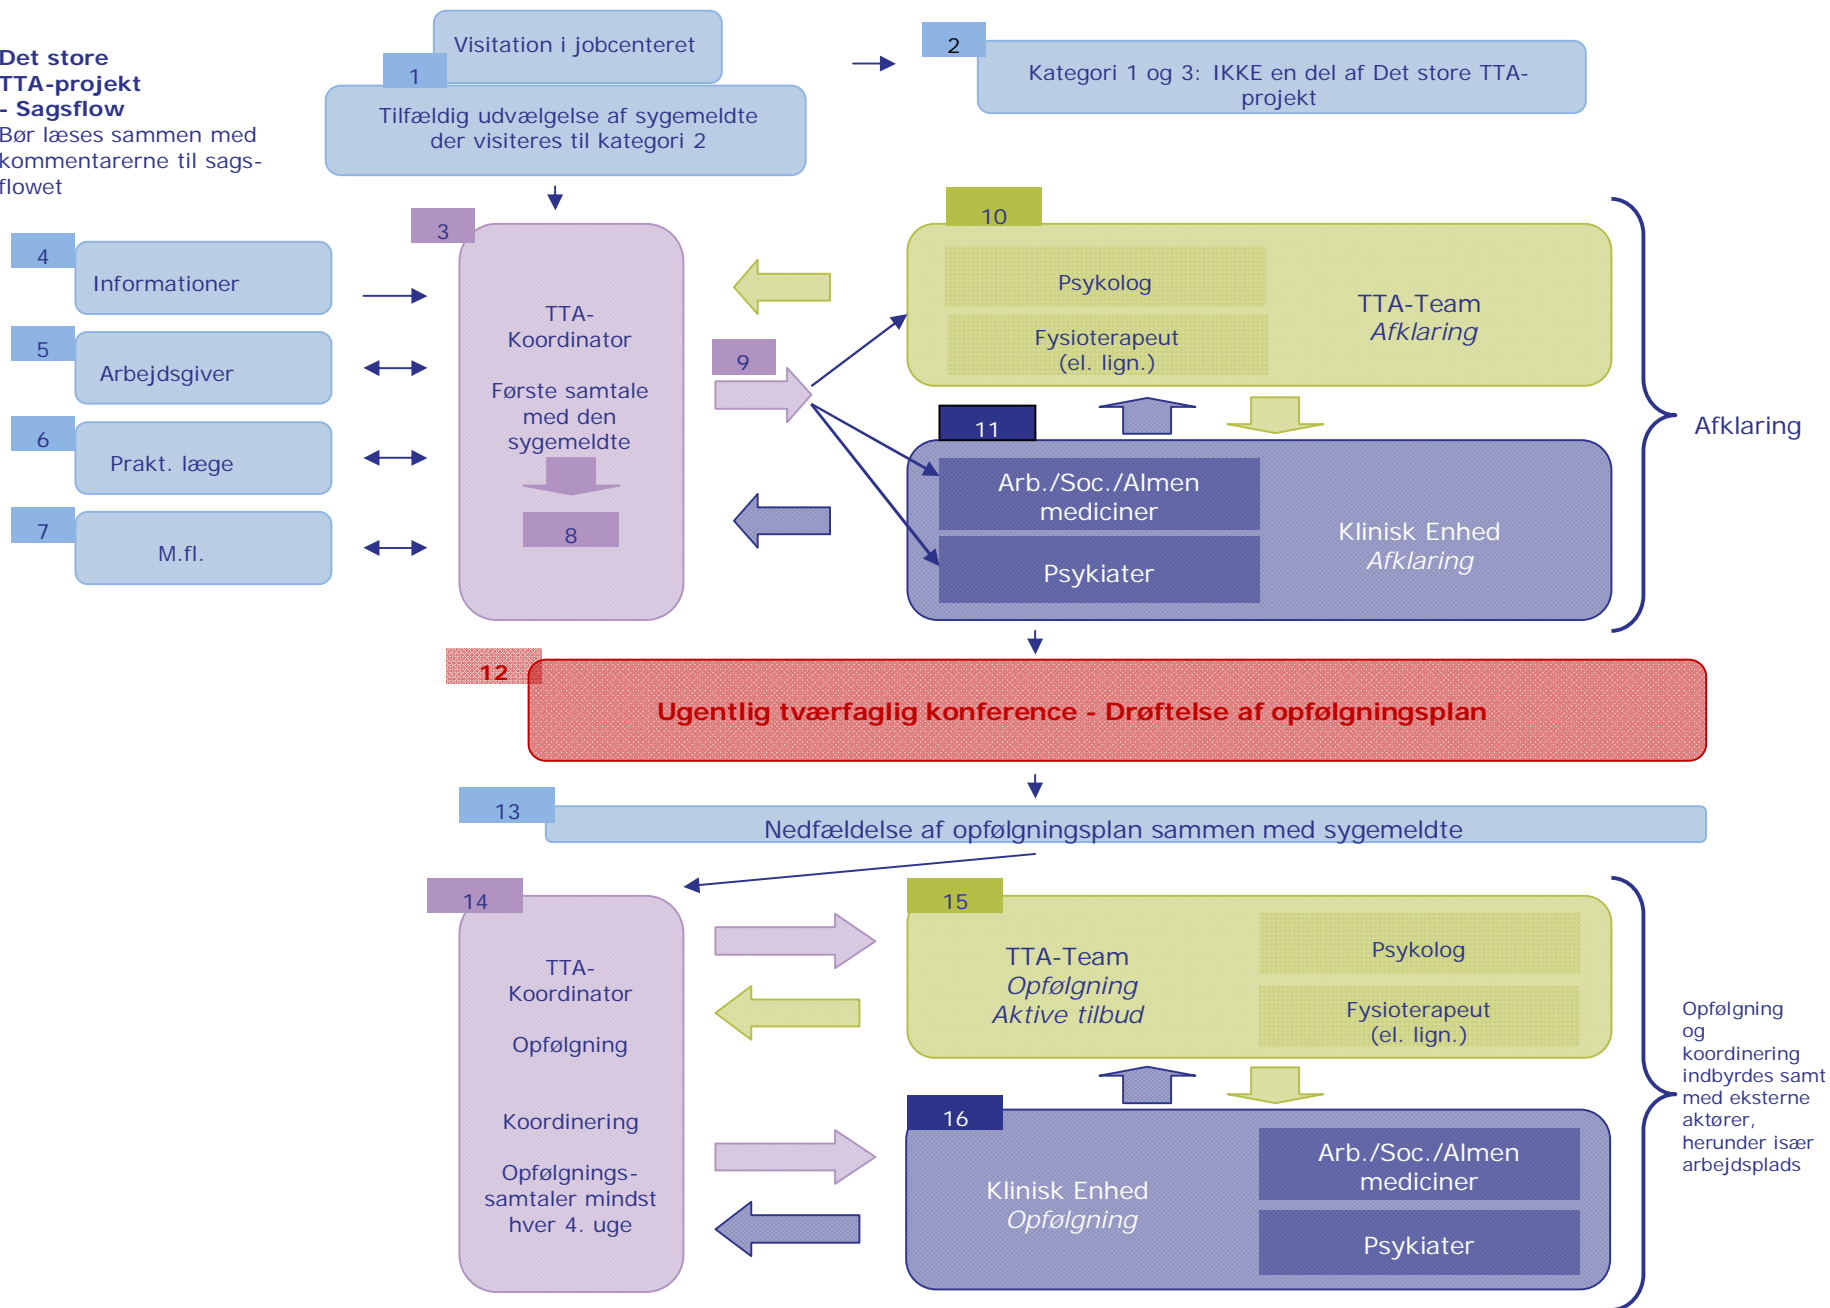 Det store
TTA-projekt
- Sagsflow
Bør læses sammen med
kommentarerne til sags-
flowet
Visitation i jobcenteret
1
Tilfældig udvælgelse af sygemeldte
der visiteres til kategori 2
2
Kategori 1 og 3: IKKE en del af Det store TTA-
projekt
3
TTA-
Koordinator
Første samtale
med den
sygemeldte
8
4
Informationer
5
Arbejdsgiver
6
Prakt. læge
7
M.fl.
9
10
Psykolog
Fysioterapeut
(el. lign.)
TTA-Team
Afklaring
11
Arb./Soc./Almen
mediciner
Psykiater
Klinisk Enhed
Afklaring
Afklaring
12
Ugentlig tværfaglig konference - Drøftelse af opfølgningsplan
13
Nedfældelse af opfølgningsplan sammen med sygemeldte
14
TTA-
Koordinator
Opfølgning
Koordinering
Opfølgnings-
samtaler mindst
hver 4. uge
15
TTA-Team
Opfølgning
Aktive tilbud
Psykolog
Fysioterapeut
(el. lign.)
16
Klinisk Enhed
Opfølgning
Arb./Soc./Almen
mediciner
Psykiater
Opfølgning
og
koordinering
indbyrdes samt
med eksterne
aktører,
herunder især
arbejdsplads